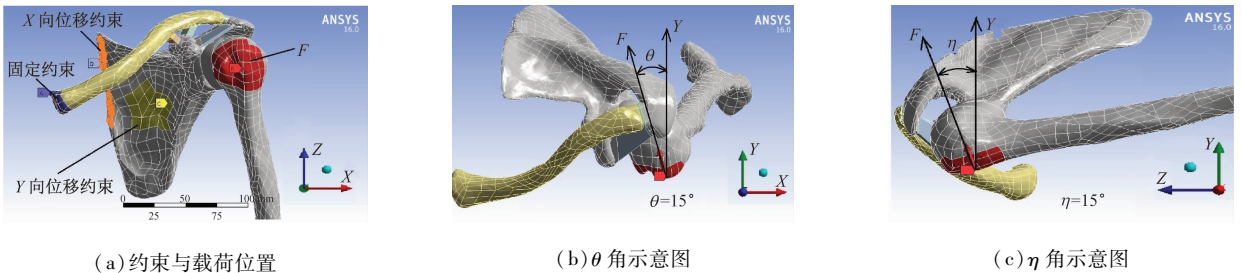 ANSYS
16.0
X 向位移约束
F
固定约束
Y 向位移约束
Z
X
0
50
100mm
25
75
(a)约束与载荷位置
ANSYS
16.0
F
θ
Y
Y
X
θ=15°
(b)θ 角示意图
ANSYS
16.0
F
η
Y
Y
Z
η=15°
(c)η 角示意图